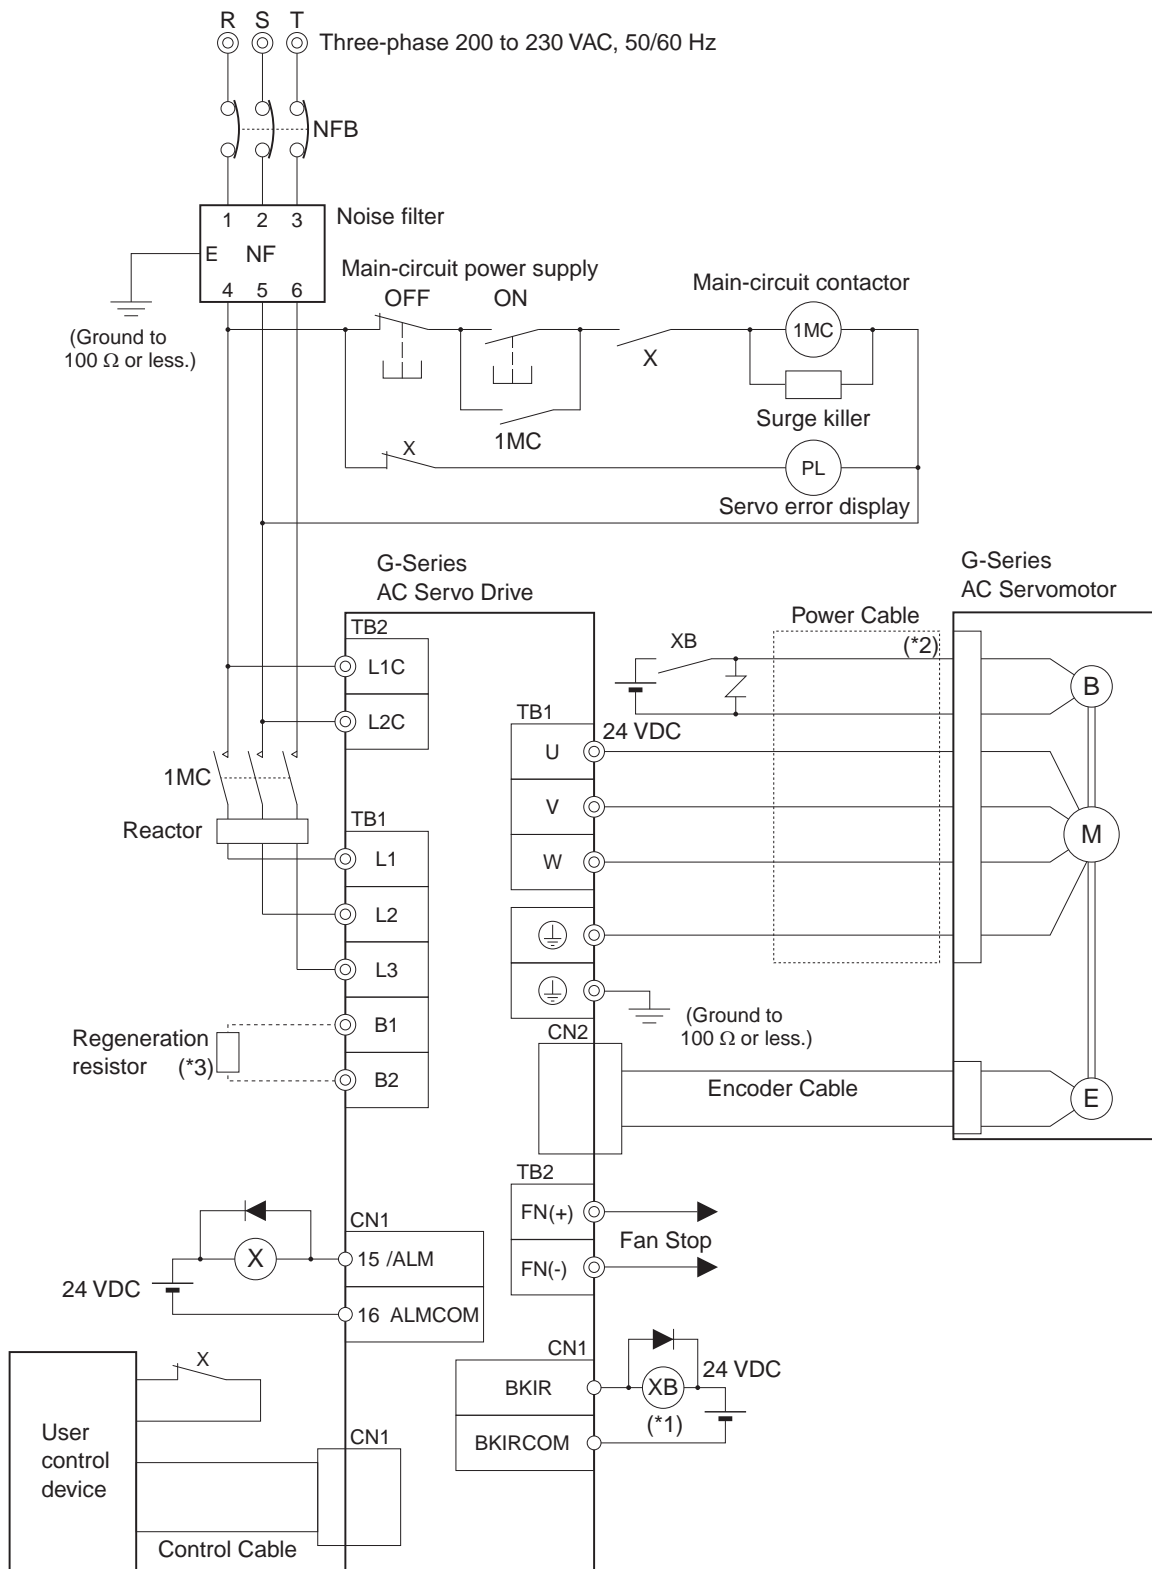 R S T
Three-phase 200 to 230 VAC, 50/60 Hz
NFB
1 2 3
Noise filter
E NF
4 5 6
(Ground to
100 Ω or less.)
Main-circuit power supply
OFF ON
Main-circuit contactor
1MC
X
Surge killer
1MC
X
PL
Servo error display
G-Series
AC Servo Drive
G-Series
AC Servomotor
TB2
L1C
L2C
Power Cable
(*2)
XB
24 VDC
B
TB1
U
V
W
M
1MC
Reactor
TB1
L1
L2
L3
B1
B2
Regeneration
resistor (*3)
(Ground to
100 Ω or less.)
CN2
Encoder Cable
E
TB2
FN(+)
FN(-)
Fan Stop
CN1
X
15 /ALM
24 VDC
16 ALMCOM
CN1
BKIR
XB
(*1)
24 VDC
BKIRCOM
X
User
control
device
CN1
Control Cable